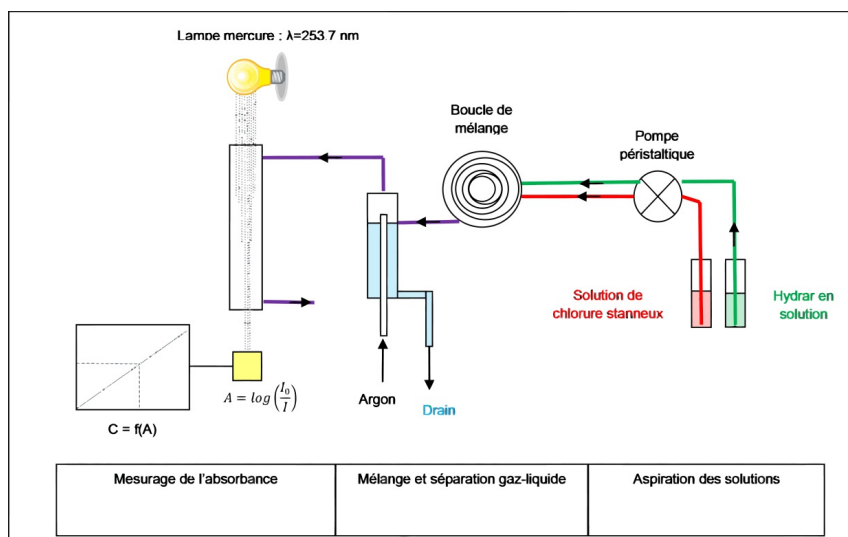 Lampe mercure : λ=253.7 nm
Boucle de
mélange
Pompe
péristaltique
Solution de
chlorure stanneux
Hydrar en
solution
A = log(I₀/I)
Argon
Drain
C = f(A)
Mesurage de l'absorbance
Mélange et séparation gaz-liquide
Aspiration des solutions